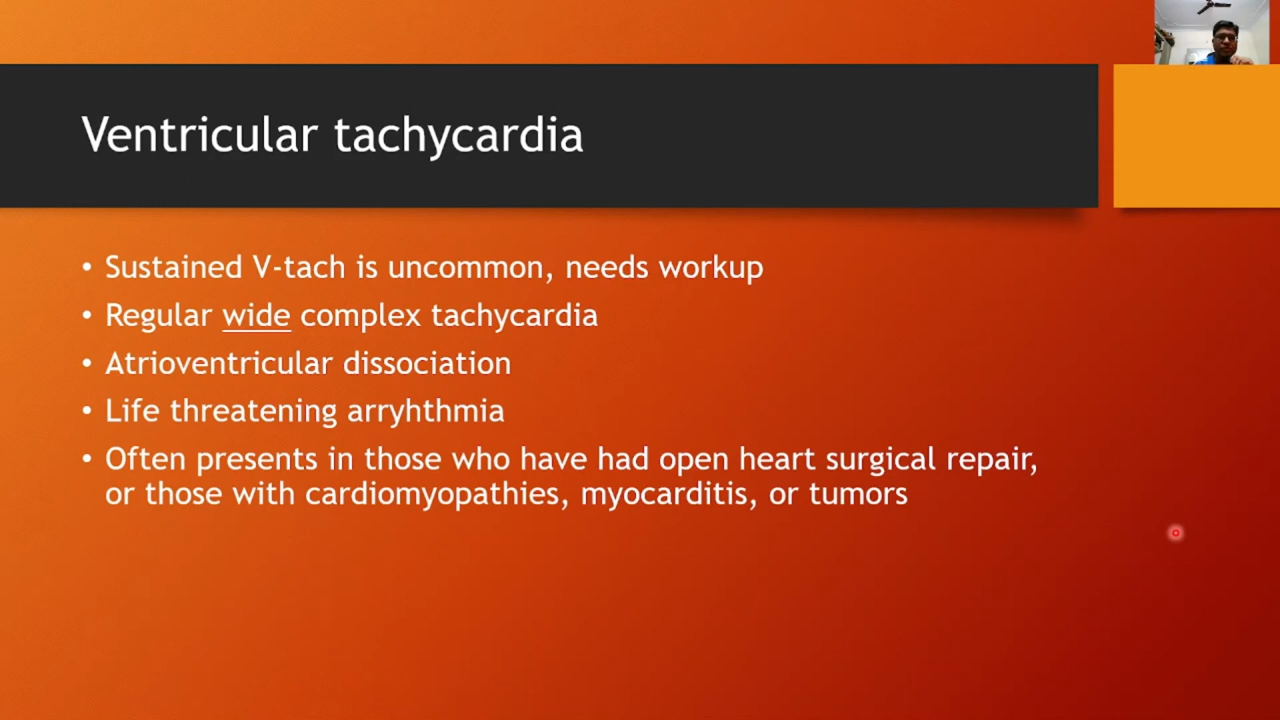 Ventricular tachycardia
• Sustained V-tach is uncommon, needs workup
• Regular wide complex tachycardia
• Atrioventricular dissociation
• Life threatening arryhthmia
• Often presents in those who have had open heart surgical repair,
or those with cardiomyopathies, myocarditis, or tumors